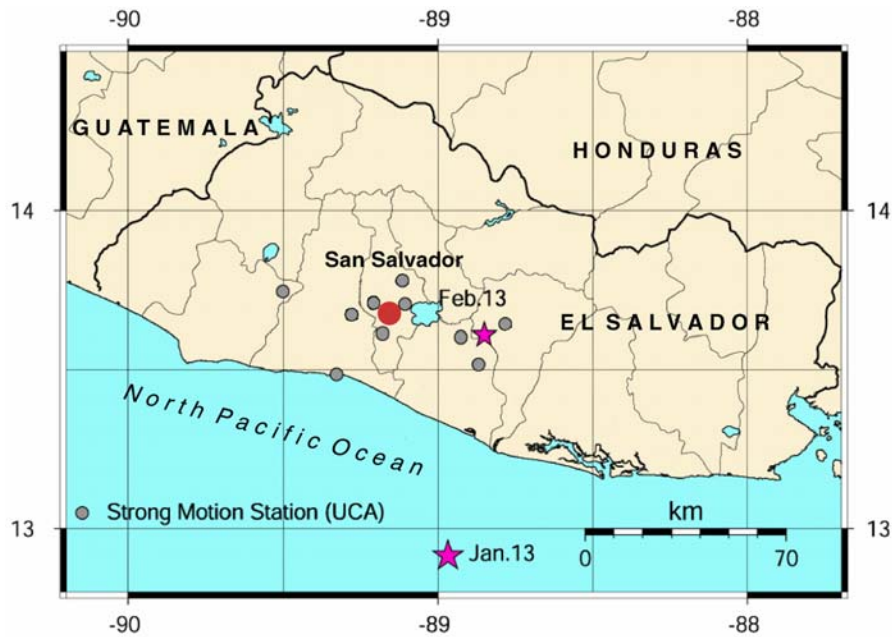 -90 -89 -88
GUATEMALA
HONDURAS
14 14
San Salvador
Feb.13
EL SALVADOR
North Pacific Ocean
Strong Motion Station (UCA)
km
13 13
0 70
Jan.13
-90 -89 -88